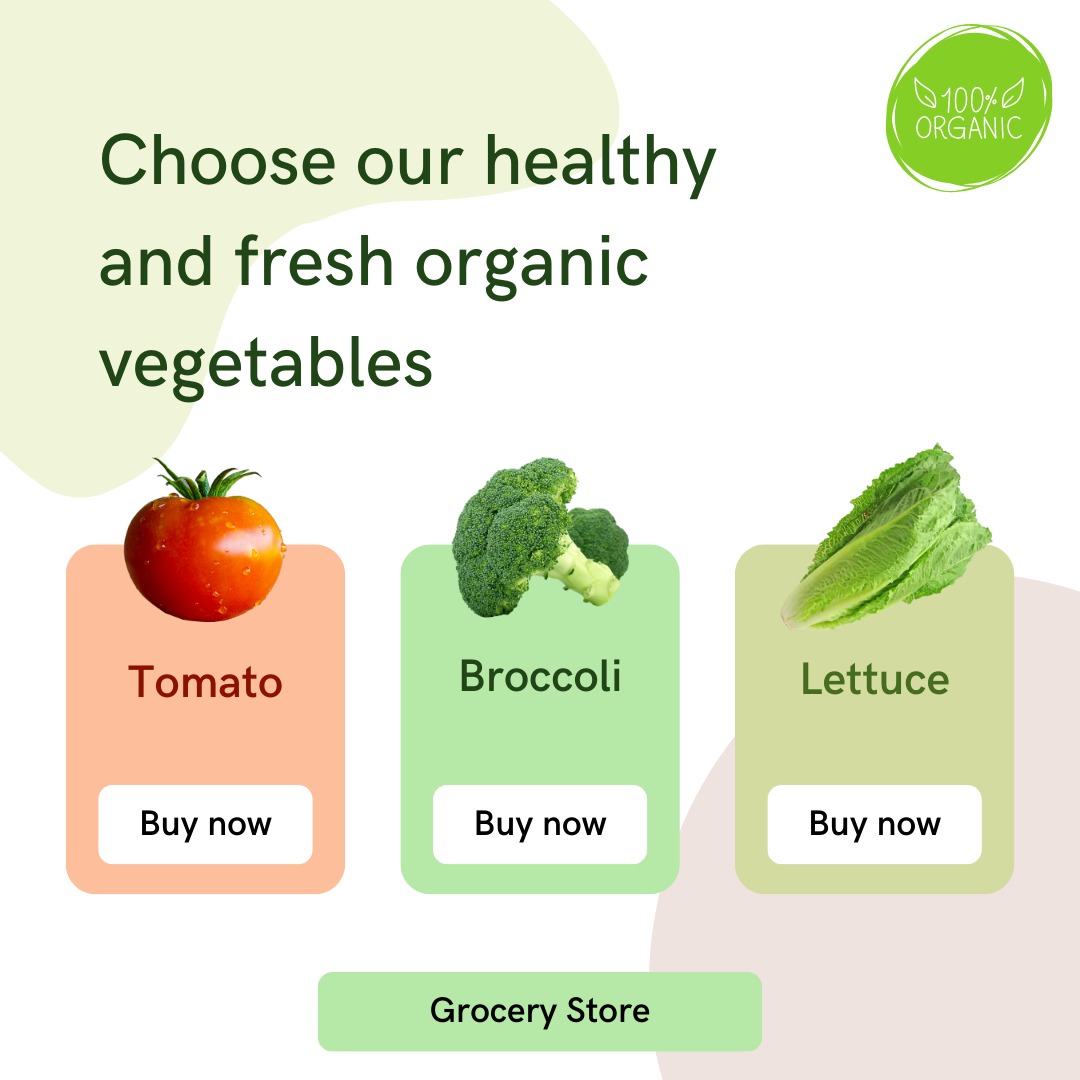 100%
ORGANIC
Choose our healthy
and fresh organic
vegetables
Tomato
Broccoli
Lettuce
Buy now
Buy now
Buy now
Grocery Store